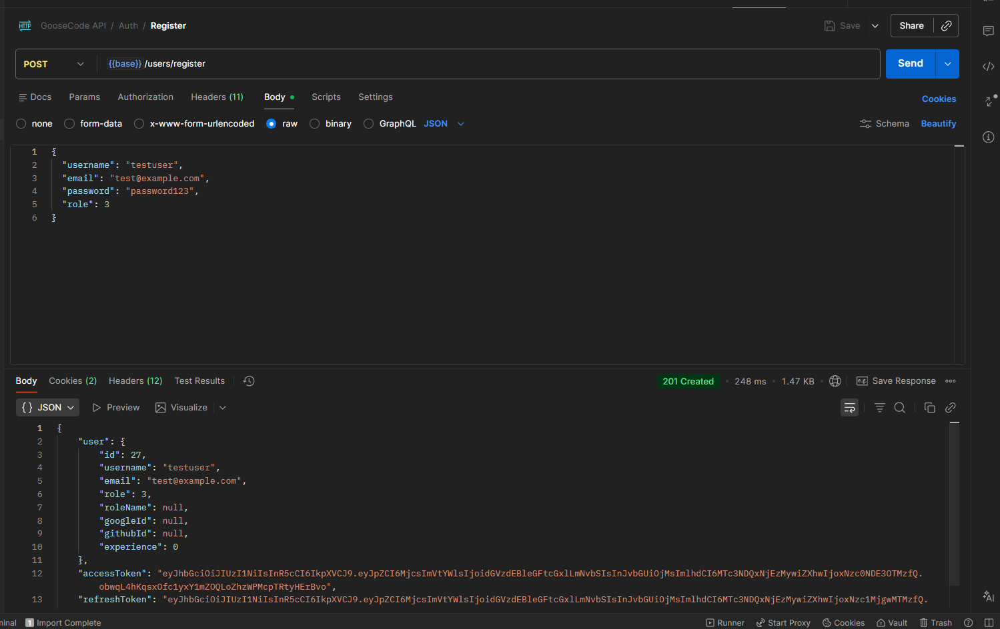 HTTP GooseCode API / Auth / Register Save Share
POST {{base}} /users/register Send
Docs Params Authorization Headers (11) Body Scripts Settings Cookies
none form-data x-www-form-urlencoded raw binary GraphQL JSON Schema Beautify
1 {
2 "username": "testuser",
3 "email": "test@example.com",
4 "password": "password123",
5 "role": 3
6 }
Body Cookies (2) Headers (12) Test Results 201 Created • 248 ms • 1.47 KB • e.g. Save Response
{} JSON Preview Visualize
1 {
2 "user": {
3 "id": 27,
4 "username": "testuser",
5 "email": "test@example.com",
6 "role": 3,
7 "roleName": null,
8 "googleId": null,
9 "githubId": null,
10 "experience": 0
11 },
12 "accessToken": "eyJhbGciOiJIUzI1NiIsInR5cCI6IkpXVCJ9.eyJpZCI6MjcsImVtYWlsIjoidGVzdEBleGFtcGxlLmNvbSIsInJvbGUiOjMsImlhdCI6MTc3NDQxNjEzMywiZXhwIjoxNzc0NDE3OTMzfQ.
obwqL4hKqsxOfc1yxY1mZOQLoZhzWPMcpTRtyHErBvo",
13 "refreshToken": "eyJhbGciOiJIUzI1NiIsInR5cCI6IkpXVCJ9.eyJpZCI6MjcsImVtYWlsIjoidGVzdEBleGFtcGxlLmNvbSIsInJvbGUiOjMsImlhdCI6MTc3NDQxNjEzMywiZXhwIjoxNzc1MjgwMTMzfQ.
minal 1 Import Complete Runner Start Proxy Cookies Vault Trash